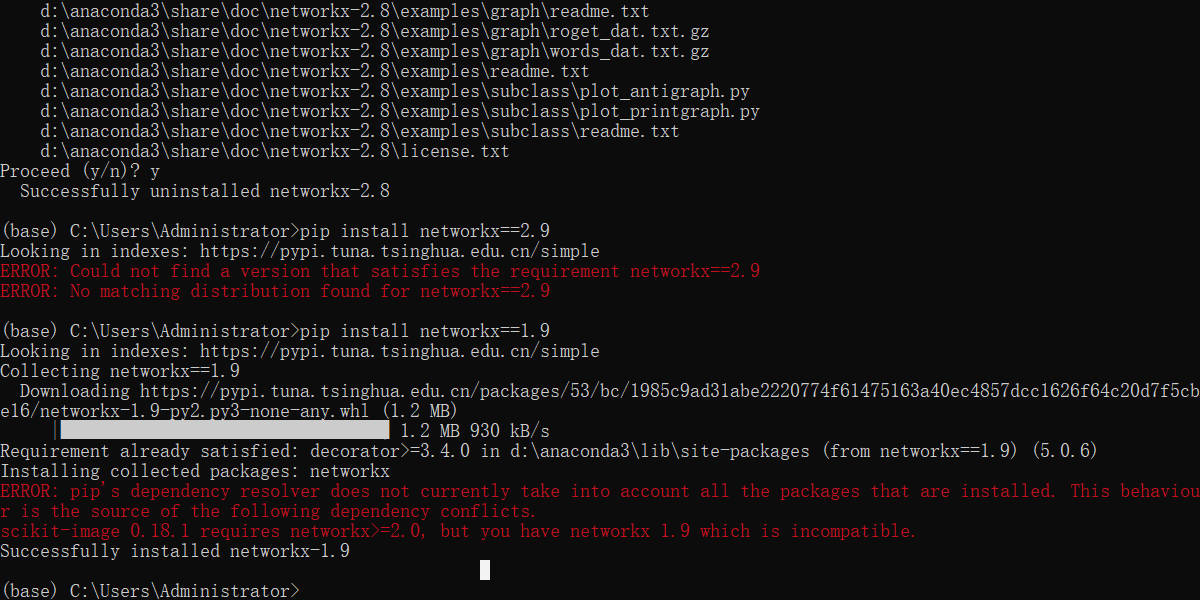 d:\anaconda3\share\doc\networkx-2.8\examples\graph\readme.txt
d:\anaconda3\share\doc\networkx-2.8\examples\graph\roget_dat.txt.gz
d:\anaconda3\share\doc\networkx-2.8\examples\graph\words_dat.txt.gz
d:\anaconda3\share\doc\networkx-2.8\examples\readme.txt
d:\anaconda3\share\doc\networkx-2.8\examples\subclass\plot_antigraph.py
d:\anaconda3\share\doc\networkx-2.8\examples\subclass\plot_printgraph.py
d:\anaconda3\share\doc\networkx-2.8\examples\subclass\readme.txt
d:\anaconda3\share\doc\networkx-2.8\license.txt
Proceed (y/n)? y
Successfully uninstalled networkx-2.8
(base) C:\Users\Administrator>pip install networkx==2.9
Looking in indexes: https://pypi.tuna.tsinghua.edu.cn/simple
ERROR: Could not find a version that satisfies the requirement networkx==2.9
ERROR: No matching distribution found for networkx==2.9
(base) C:\Users\Administrator>pip install networkx==1.9
Looking in indexes: https://pypi.tuna.tsinghua.edu.cn/simple
Collecting networkx==1.9
Downloading https://pypi.tuna.tsinghua.edu.cn/packages/53/bc/1985c9ad31abe2220774f61475163a40ec4857dcc1626f64c20d7f5cb
e16/networkx-1.9-py2.py3-none-any.whl (1.2 MB)
1.2 MB 930 kB/s
Requirement already satisfied: decorator>=3.4.0 in d:\anaconda3\lib\site-packages (from networkx==1.9) (5.0.6)
Installing collected packages: networkx
ERROR: pip's dependency resolver does not currently take into account all the packages that are installed. This behaviou
r is the source of the following dependency conflicts.
scikit-image 0.18.1 requires networkx>=2.0, but you have networkx 1.9 which is incompatible.
Successfully installed networkx-1.9
(base) C:\Users\Administrator>